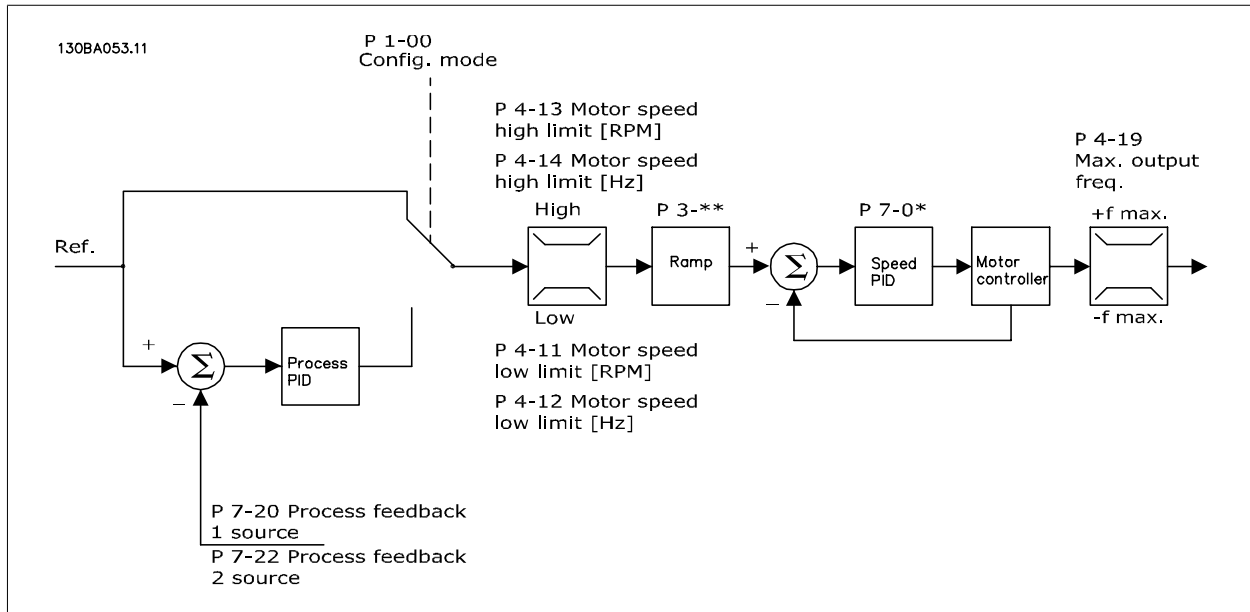 130BA053.11
P 1-00
Config. mode
P 4-13 Motor speed
high limit [RPM]
P 4-14 Motor speed
high limit [Hz]
P 4-19
Max. output
freq.
High
P 3-**
P 7-0*
+f max.
Ref.
Ramp
+
Σ
−
Speed
PID
Motor
controller
Low
-f max.
+
Σ
−
Process
PID
P 4-11 Motor speed
low limit [RPM]
P 4-12 Motor speed
low limit [Hz]
P 7-20 Process feedback
1 source
P 7-22 Process feedback
2 source